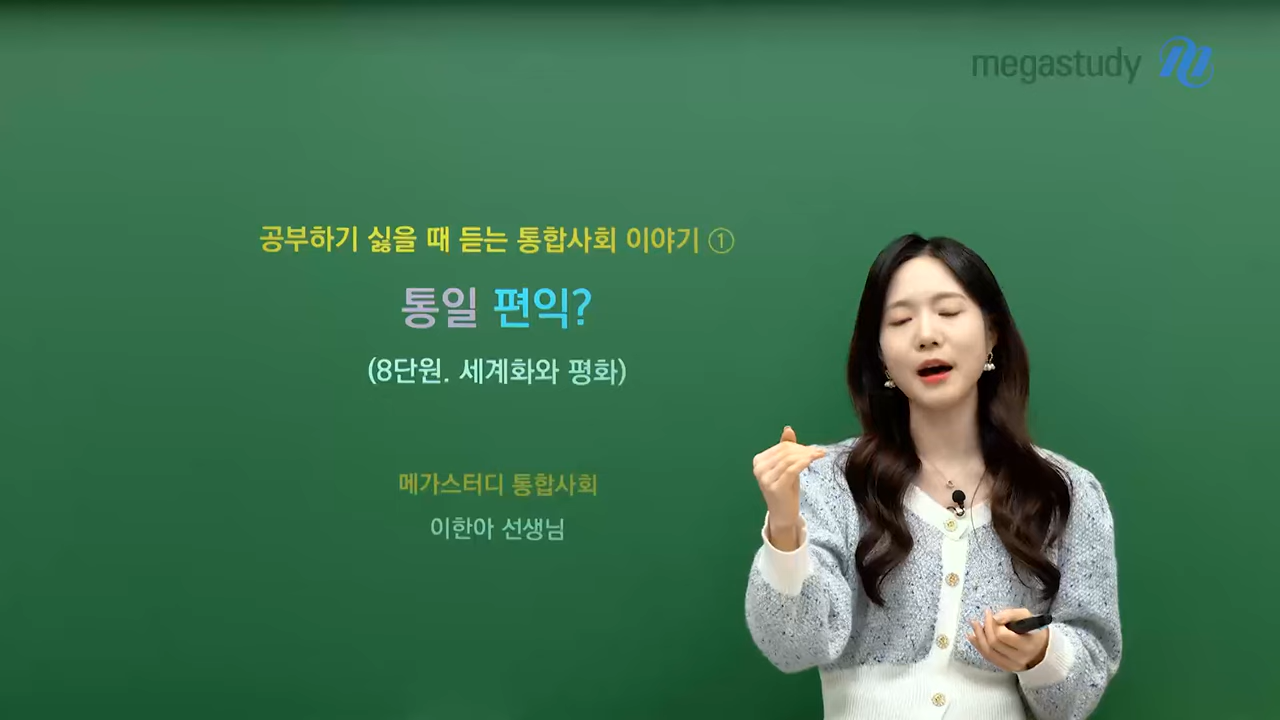 megastudy
공부하기 싫을 때 듣는 통합사회 이야기 ①
통일 편익?
(8단원. 세계화와 평화)
메가스터디 통합사회
이한아 선생님